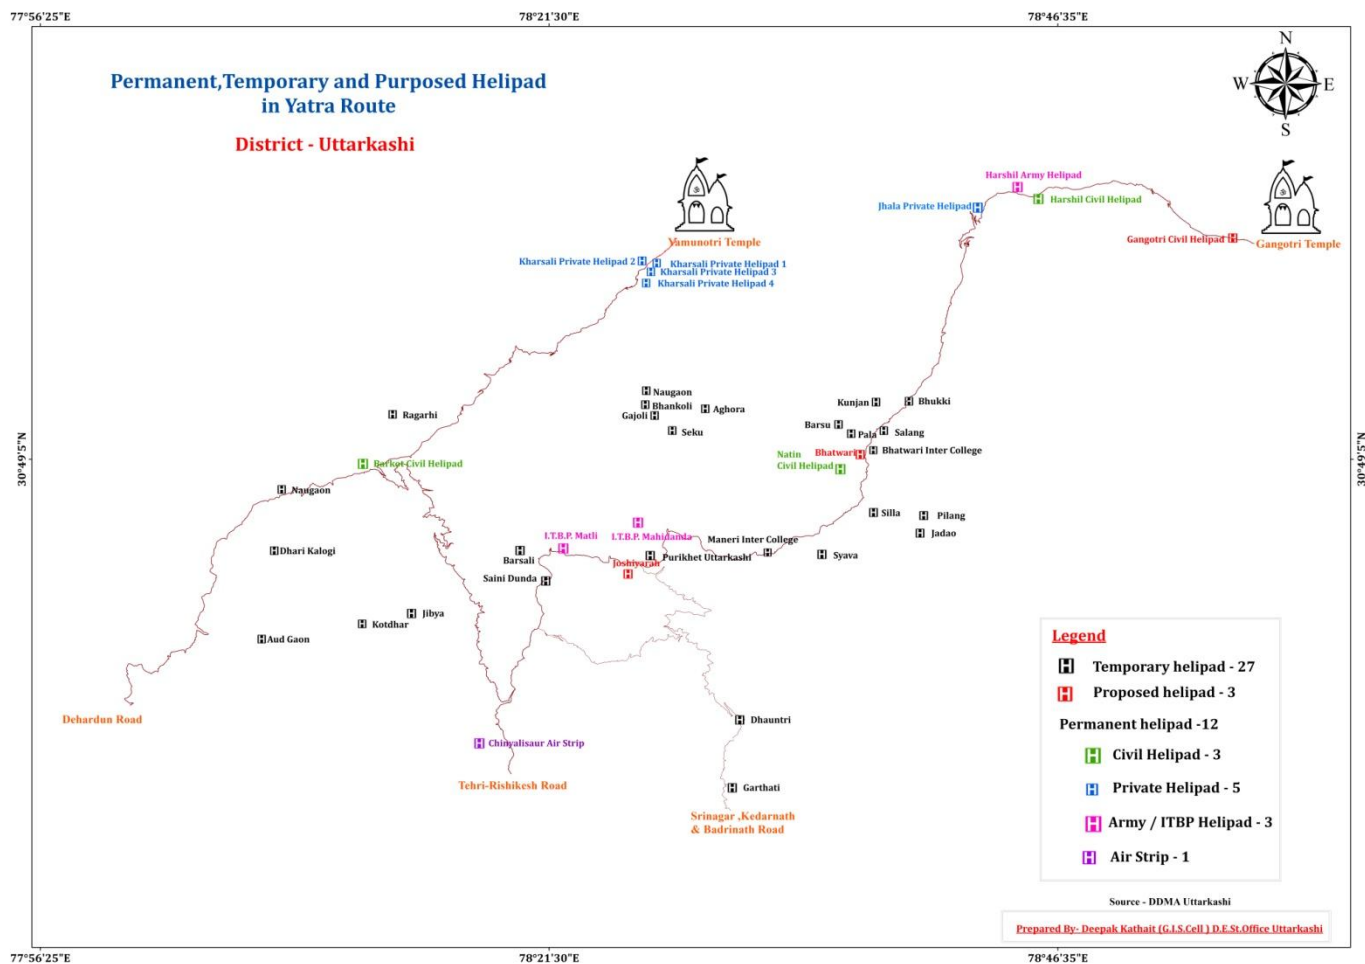 77°56'25"E
78°21'30"E
78°46'35"E
Permanent,Temporary and Purposed Helipad
in Yatra Route
District - Uttarkashi
N
W
E
S
Yamunotri Temple
Harshil Army Helipad
Harshil Civil Helipad
Jhala Private Helipad
Gangotri Civil Helipad
Gangotri Temple
Kharsali Private Helipad 2
Kharsali Private Helipad 1
Kharsali Private Helipad 3
Kharsali Private Helipad 4
Naugaon
Bhankoli
Gajoli
Aghora
Seku
Kunjan
Bhukki
Ragarhi
Barsu
Pala
Salang
Bhatwari
Bhatwari Inter College
Natin
Civil Helipad
30°49'5"N
30°49'5"N
Barkot Civil Helipad
Naugaon
Silla
Pilang
Jadao
I.T.B.P. Matli
I.T.B.P. Mahidanda
Maneri Inter College
Dhari Kalogi
Barsali
Purikhet Uttarkashi
Syava
Joshiyarah
Saini Dunda
Jibya
Kotdhar
Aud Gaon
Dehardun Road
Dhauntri
Chinyalisaur Air Strip
Tehri-Rishikesh Road
Garthati
Srinagar ,Kedarnath
& Badrinath Road
Legend
H Temporary helipad - 27
H Proposed helipad - 3
Permanent helipad -12
H Civil Helipad - 3
H Private Helipad - 5
H Army / ITBP Helipad - 3
H Air Strip - 1
Source - DDMA Uttarkashi
Prepared By- Deepak Kathait (G.I.S.Cell ) D.E.St.Office Uttarkashi
77°56'25"E
78°21'30"E
78°46'35"E